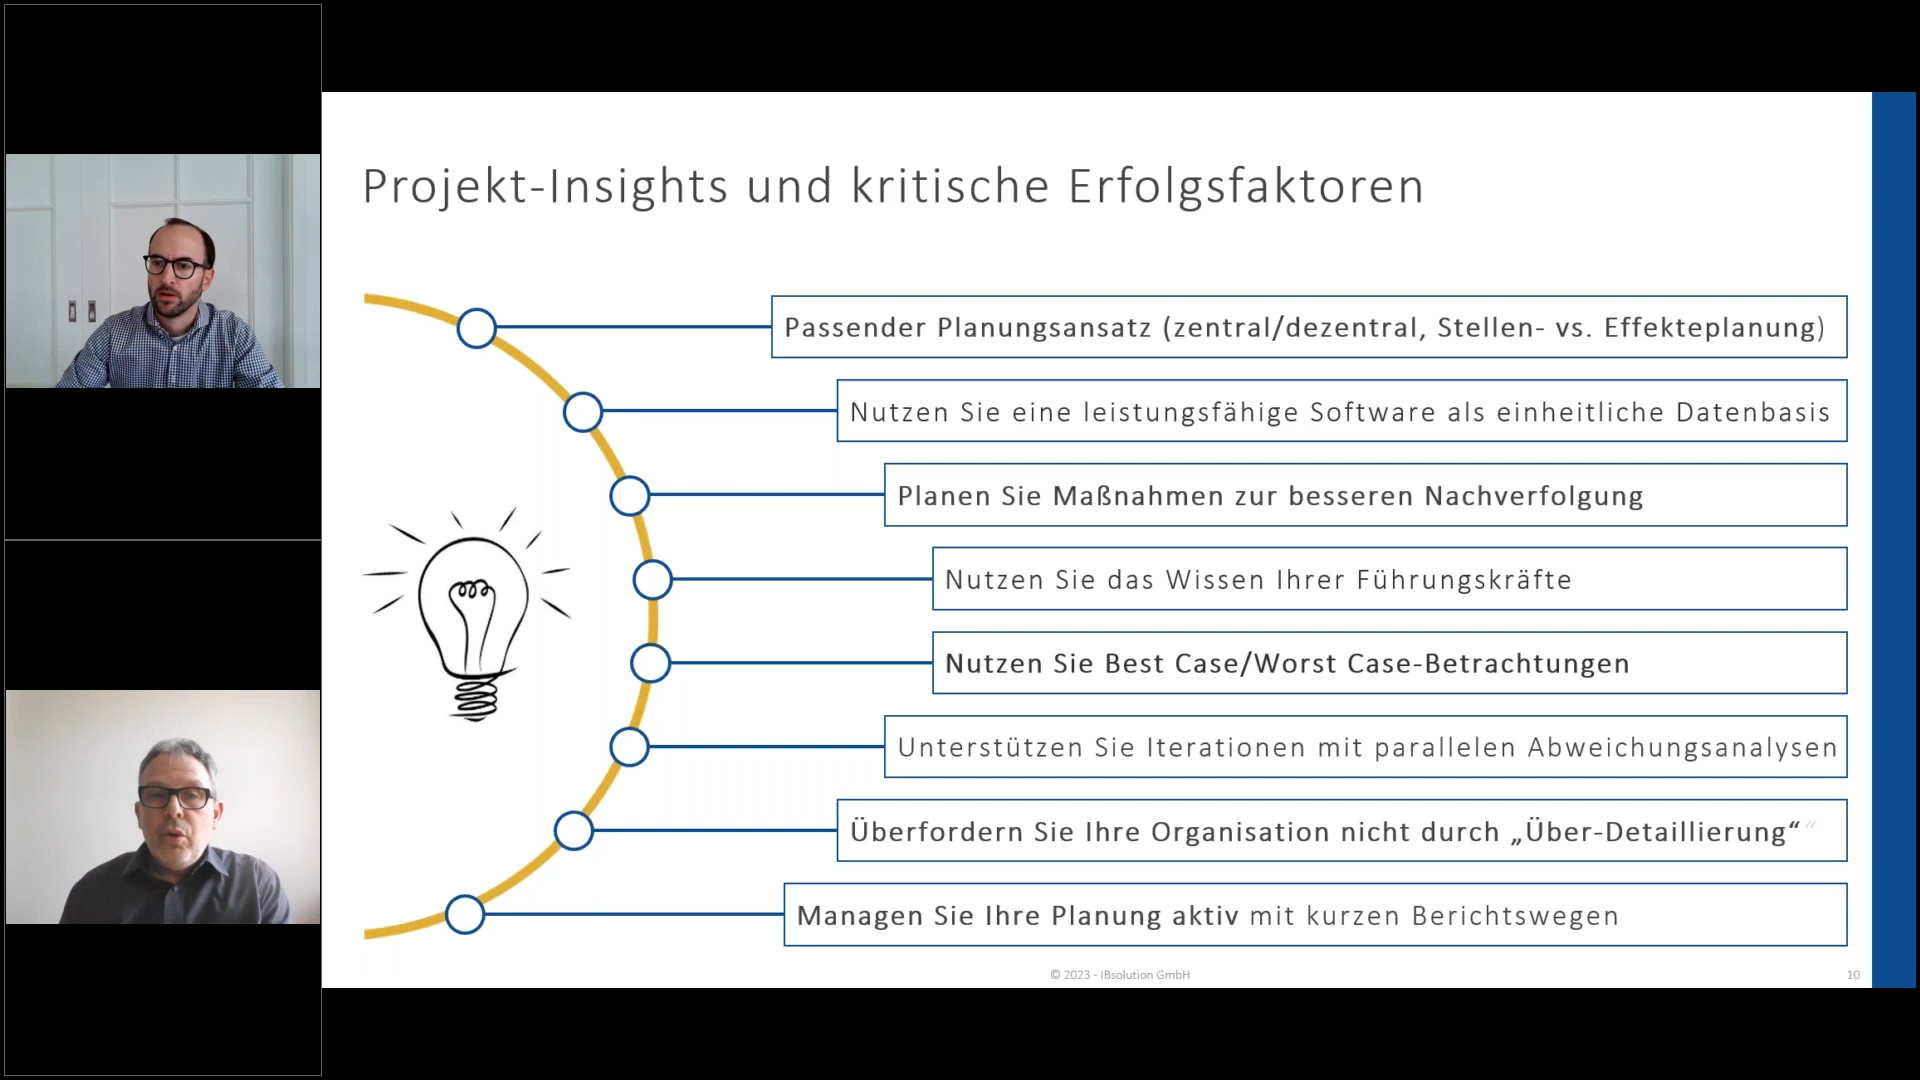 Projekt-Insights und kritische Erfolgsfaktoren
Passender Planungsansatz (zentral/dezentral, Stellen- vs. Effekteplanung)
Nutzen Sie eine leistungsfähige Software als einheitliche Datenbasis
Planen Sie Maßnahmen zur besseren Nachverfolgung
Nutzen Sie das Wissen Ihrer Führungskräfte
Nutzen Sie Best Case/Worst Case-Betrachtungen
Unterstützen Sie Iterationen mit parallelen Abweichungsanalysen
Überfordern Sie Ihre Organisation nicht durch „Über-Detaillierung“
Managen Sie Ihre Planung aktiv mit kurzen Berichtswegen
© 2023 - IBsolution GmbH
10